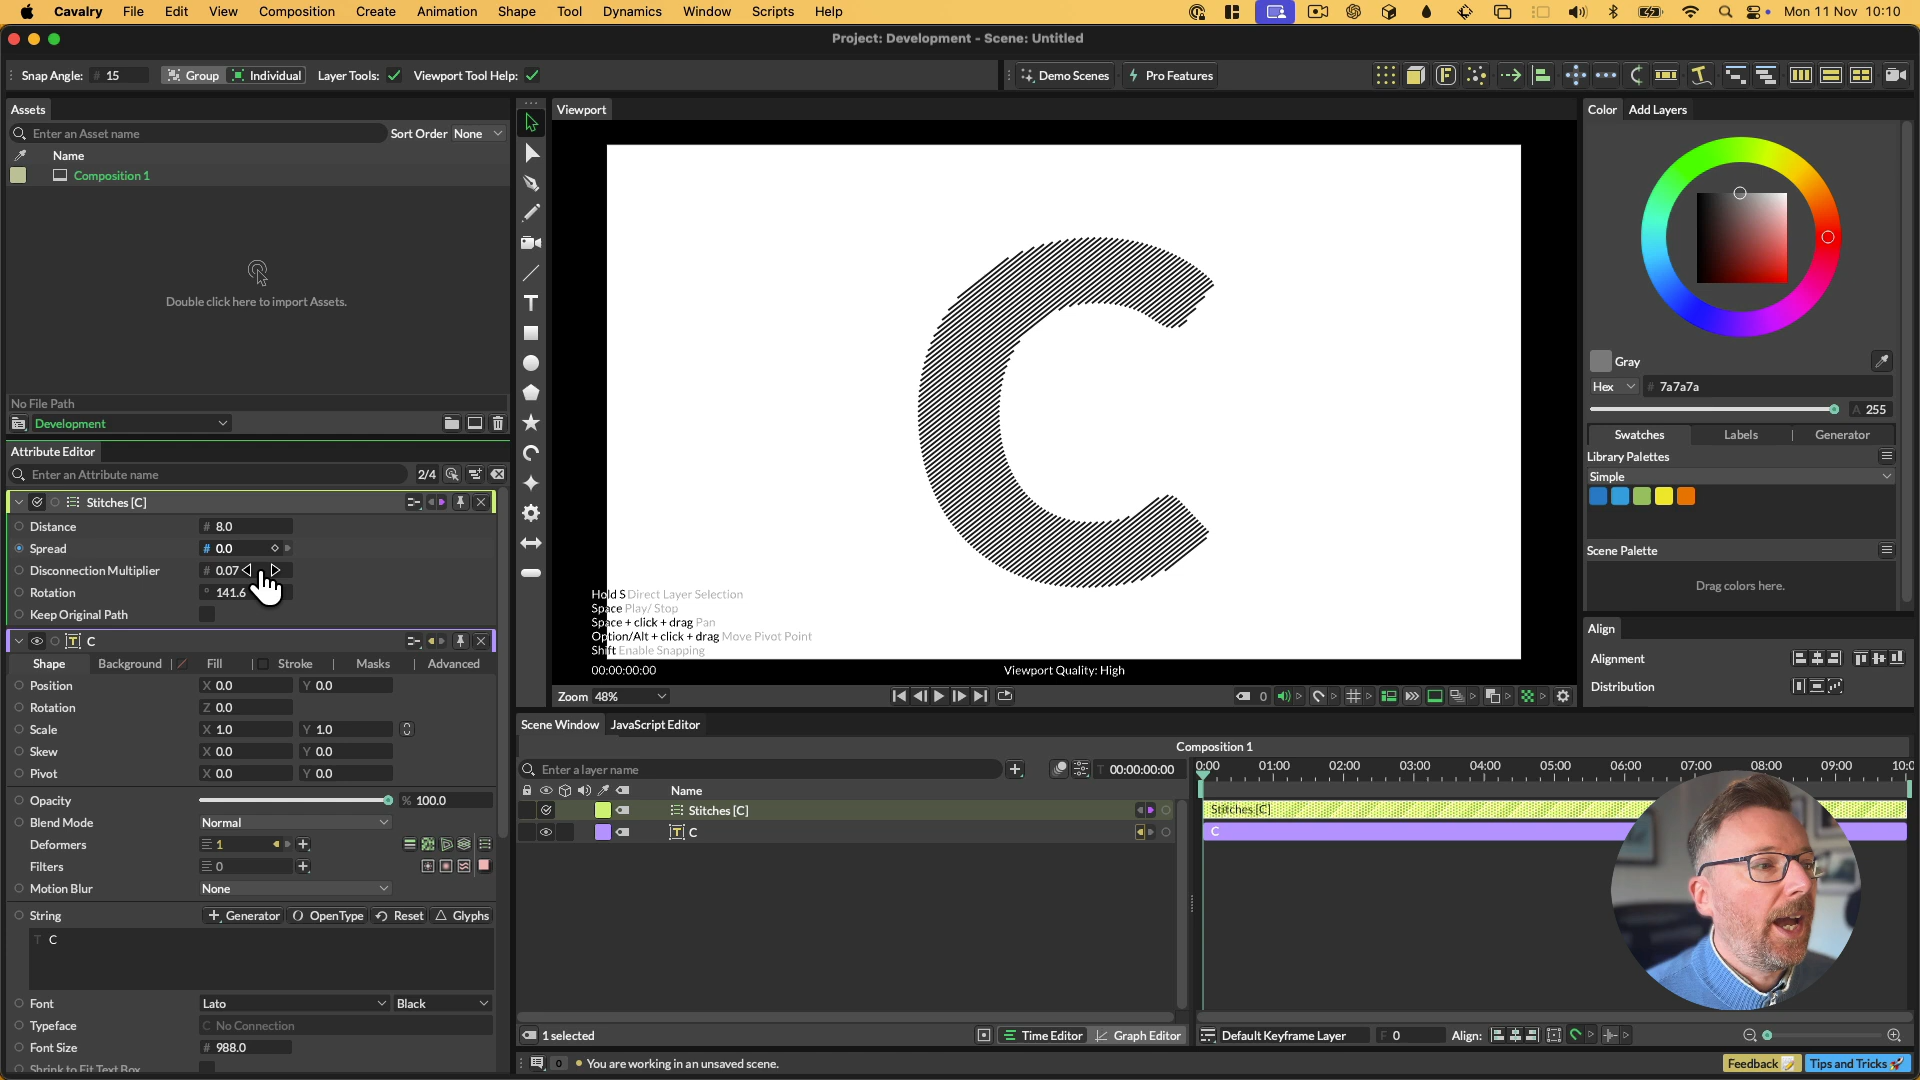 Cavalry File Edit View Composition Create Animation Shape Tool Dynamics Window Scripts Help Mon 11 Nov 10:10
Project: Development - Scene: Untitled
Snap Angle: # 15 Group Individual Layer Tools: Viewport Tool Help: Demo Scenes Pro Features
Assets
Enter an Asset name Sort Order None
Name
Composition 1
Double click here to import Assets.
No File Path
Development
Attribute Editor
Enter an Attribute name 2/4
Stitches [C]
Distance # 8.0
Spread # 0.0
Disconnection Multiplier # 0.07
Rotation ° 141.6
Keep Original Path
T C
Shape Background Fill Stroke Masks Advanced
Position X 0.0 Y 0.0
Rotation Z 0.0
Scale X 1.0 Y 1.0
Skew X 0.0 Y 0.0
Pivot X 0.0 Y 0.0
Opacity % 100.0
Blend Mode Normal
Deformers 1
Filters 0
Motion Blur None
String Generator OpenType Reset Glyphs
T C
Font Lato Black
Typeface C No Connection
Font Size # 988.0
Shrink to Fit Text Box
Viewport
C
Hold S Direct Layer Selection
Space Play/ Stop
Space + click + drag Pan
Option/Alt + click + drag Move Pivot Point
Shift Enable Snapping
00:00:00:00 Viewport Quality: High
Zoom 48% 0
Scene Window JavaScript Editor
Composition 1
Enter a layer name T 00:00:00:00 0:00 01:00 02:00 03:00 04:00 05:00 06:00 07:00 08:00 09:00 10:0
Name
Stitches [C] Stitches [C]
T C C
1 selected Time Editor Graph Editor Default Keyframe Layer F 0 Align:
0 You are working in an unsaved scene. Feedback Tips and Tricks
Color Add Layers
Gray
Hex # 7a7a7a
A 255
Swatches Labels Generator
Library Palettes
Simple
Scene Palette
Drag colors here.
Align
Alignment
Distribution